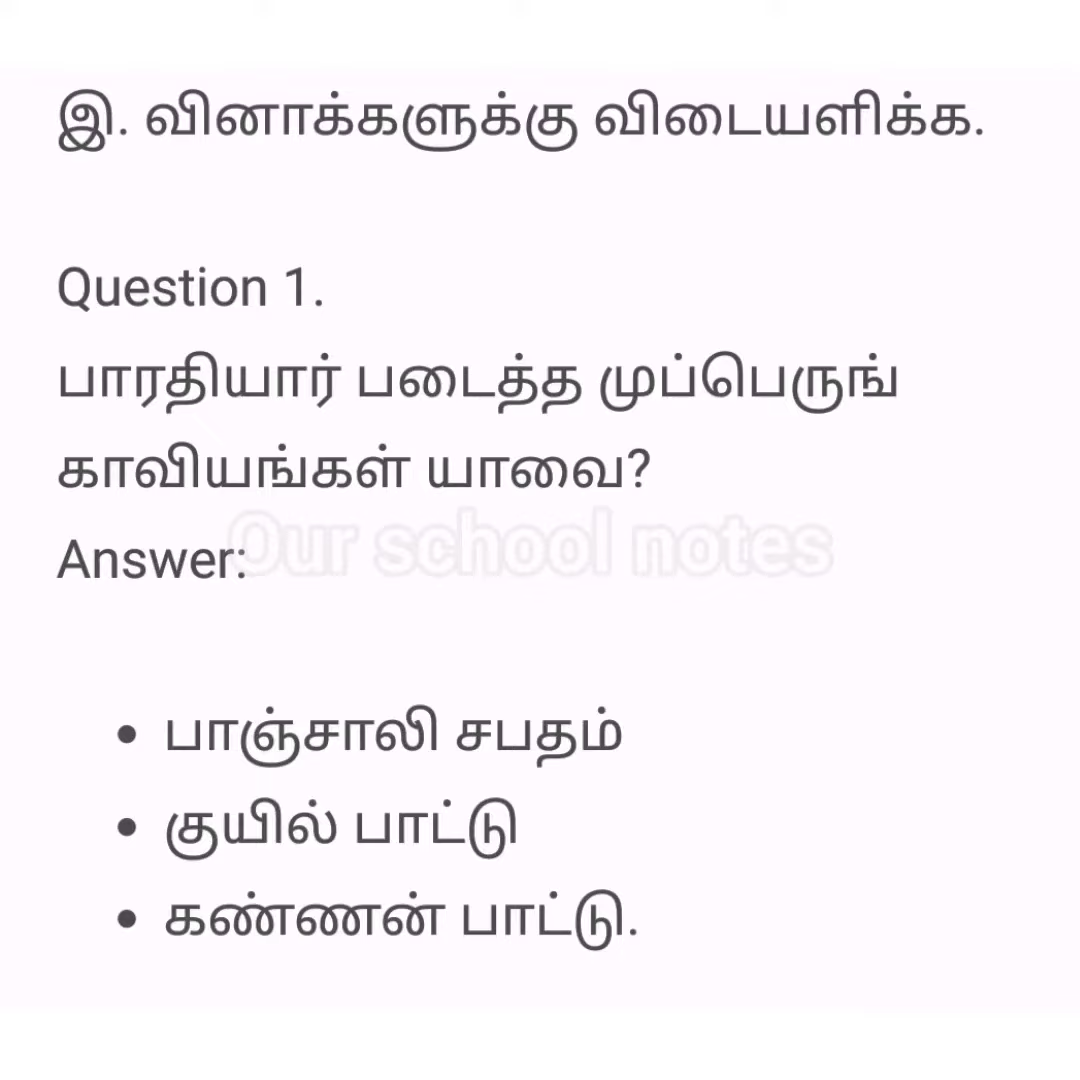 இ. வினாக்களுக்கு விடையளிக்க.
Question 1.
பாரதியார் படைத்த முப்பெருங்
காவியங்கள் யாவை?
Our school notes
Answer:
• பாஞ்சாலி சபதம்
• குயில் பாட்டு
• கண்ணன் பாட்டு.